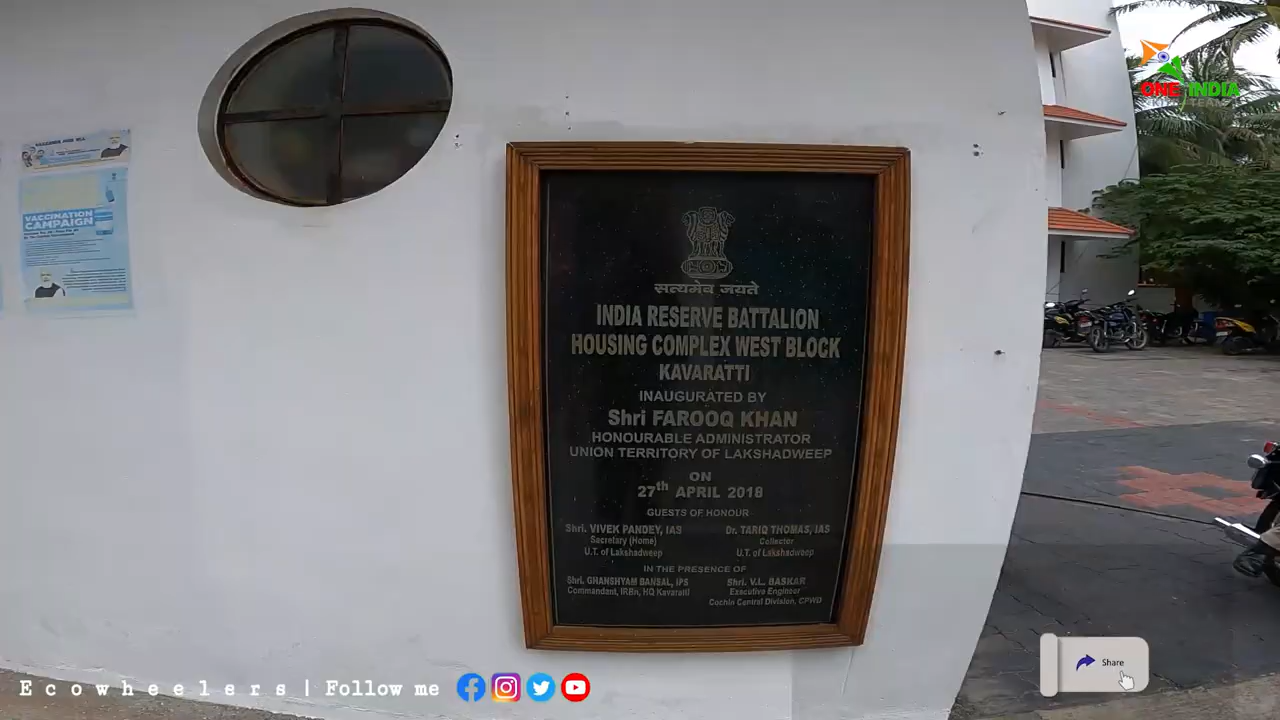 VACCINATION
CAMPAIGN
सत्यमेव जयते
INDIA RESERVE BATTALION
HOUSING COMPLEX WEST BLOCK
KAVARATTI
INAUGURATED BY
Shri FAROOQ KHAN
HONOURABLE ADMINISTRATOR
UNION TERRITORY OF LAKSHADWEEP
ON
27th APRIL 2018
GUESTS OF HONOUR
Shri. VIVEK PANDEY, IAS
Secretary (Home)
U.T. of Lakshadweep
Dr. TARIQ THOMAS, IAS
Collector
U.T. of Lakshadweep
IN THE PRESENCE OF
Shri. GHANSHYAM BANSAL, IPS
Commandant, IRBn, HQ Kavaratti
Shri. V.L. BASKAR
Executive Engineer
Cochin Central Division, CPWD
ONE INDIA
Ecowheelers | Follow me
Share